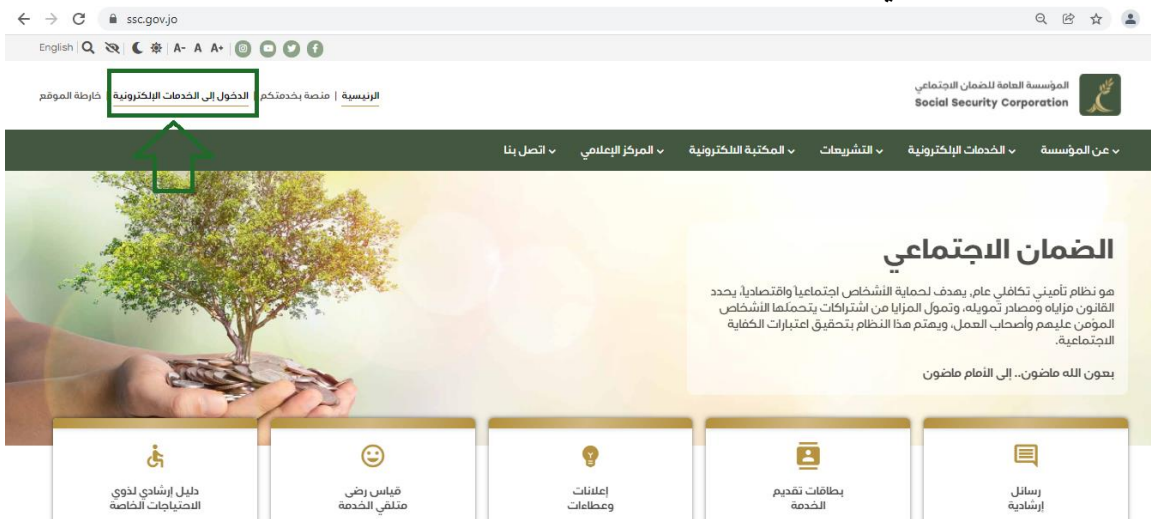 ssc.gov.jo
English
A- A A+
الرئيسية | منصة بخدمتكم | الدخول إلى الخدمات الإلكترونية | خارطة الموقع
المؤسسة العامة للضمان الاجتماعي
Social Security Corporation
عن المؤسسة
الخدمات الإلكترونية
التشريعات
المكتبة الالكترونية
المركز الإعلامي
اتصل بنا
الضمان الاجتماعي
هو نظام تأميني تكافلي عام، يهدف لحماية الأشخاص اجتماعياً واقتصادياً، يحدد
القانون مزاياه ومصادر تمويله، وتموّل المزايا من اشتراكات يتحملها الأشخاص
المؤمن عليهم وأصحاب العمل، ويهتم هذا النظام بتحقيق اعتبارات الكفاية
الاجتماعية.
بعون الله ماضون.. إلى الأمام ماضون
رسائل
إرشادية
بطاقات تقديم
الخدمة
إعلانات
وعطاءات
قياس رضى
متلقي الخدمة
دليل إرشادي لذوي
الاحتياجات الخاصة